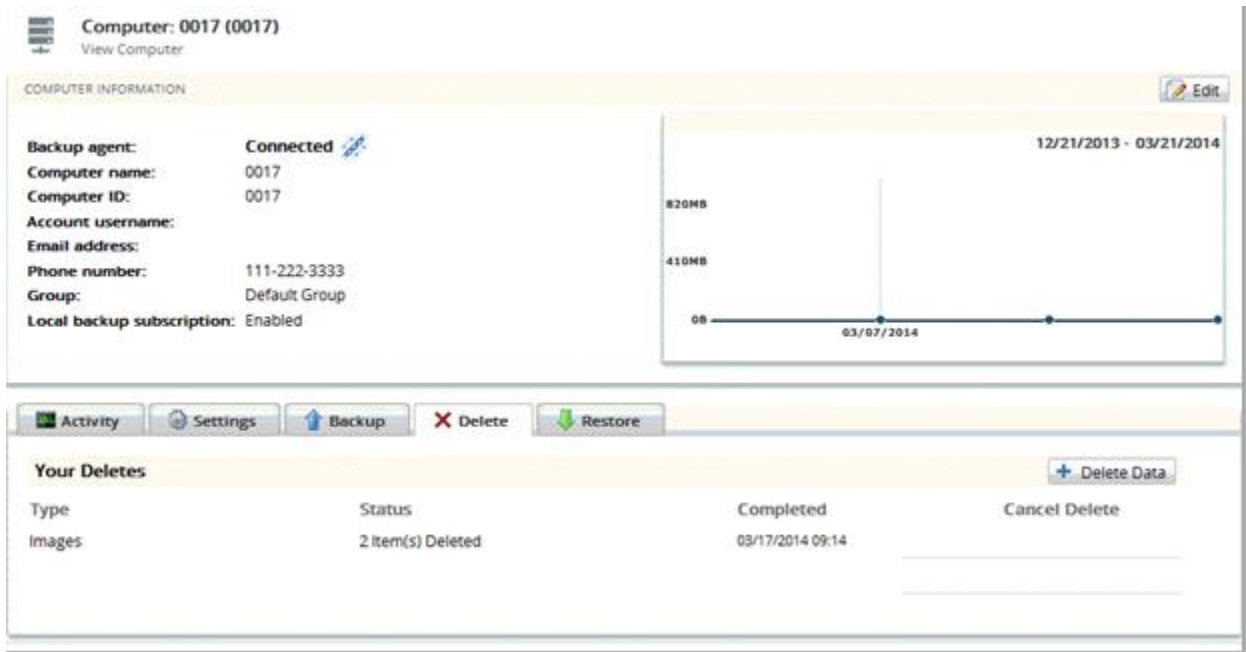 Computer: 0017 (0017)
View Computer
COMPUTER INFORMATION
Edit
Backup agent: Connected
Computer name: 0017
Computer ID: 0017
Account username:
Email address:
Phone number: 111-222-3333
Group: Default Group
Local backup subscription: Enabled
12/21/2013 - 03/21/2014
820MB
410MB
0B
03/07/2014
Activity Settings Backup Delete Restore
Your Deletes
Delete Data
Type Status Completed Cancel Delete
Images 2 Item(s) Deleted 03/17/2014 09:14